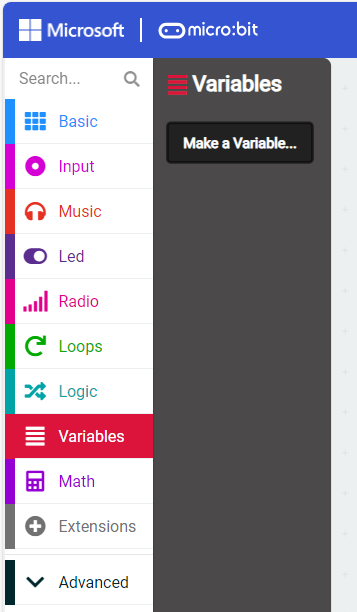 Microsoft micro:bit
Search...
Variables
Make a Variable...
Basic
Input
Music
Led
Radio
Loops
Logic
Variables
Math
Extensions
Advanced